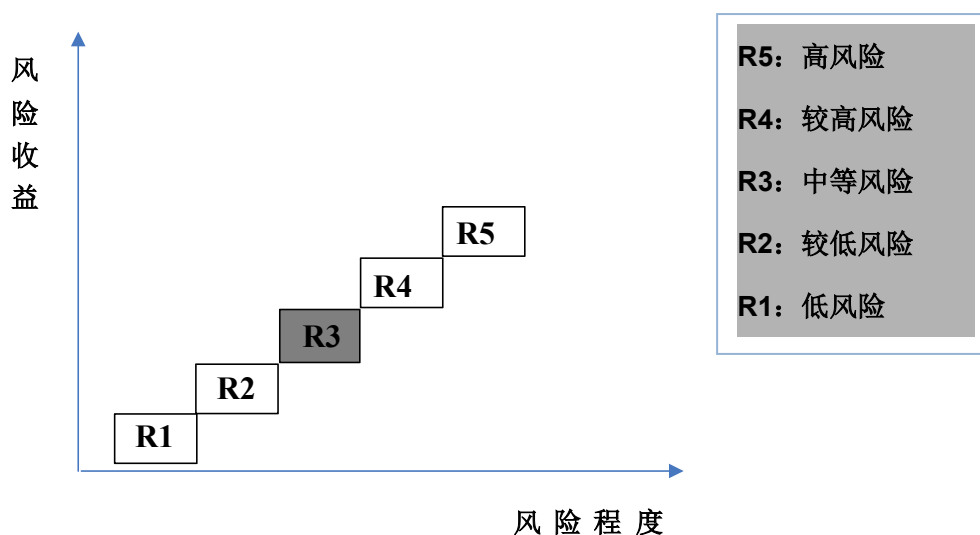 风
险
收
益
R5
R4
R3
R2
R1
风 险 程 度
R5：高风险
R4：较高风险
R3：中等风险
R2：较低风险
R1：低风险